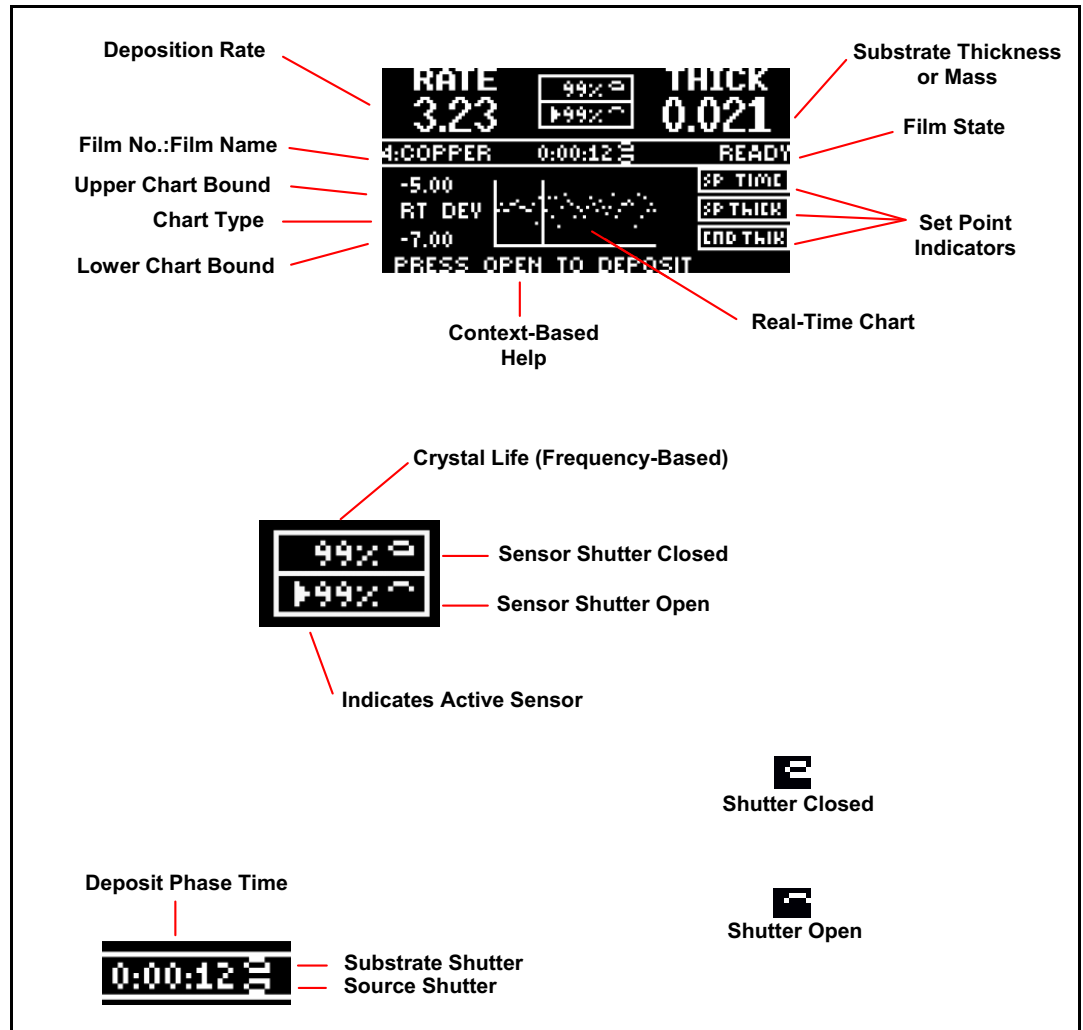 Deposition Rate
Substrate Thickness
or Mass
RATE
99%
THICK
3.23
▶99%
0.021
Film State
Film No.:Film Name
4:COPPER 0:00:12 READY
Upper Chart Bound
-5.00
SP TIME
Chart Type
RT DEV
SP THICK
Set Point
Indicators
-7.00
END THIK
Lower Chart Bound
PRESS OPEN TO DEPOSIT
Real-Time Chart
Context-Based
Help
Crystal Life (Frequency-Based)
99%
Sensor Shutter Closed
▶99%
Sensor Shutter Open
Indicates Active Sensor
Shutter Closed
Deposit Phase Time
Shutter Open
0:00:12
Substrate Shutter
Source Shutter